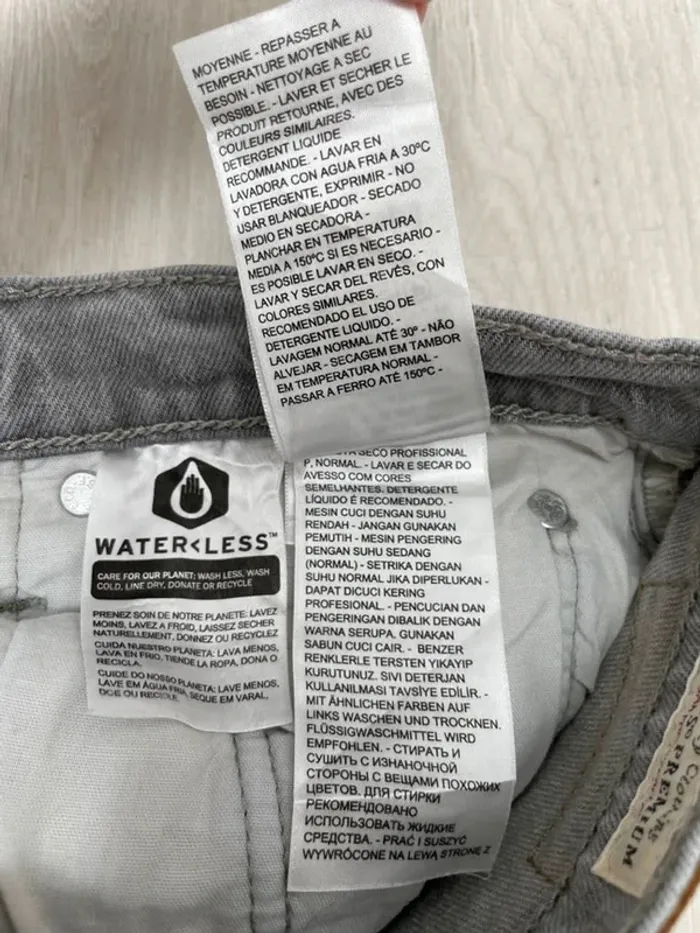 MOYENNE - REPASSER A
TEMPERATURE MOYENNE AU
BESOIN - NETTOYAGE A SEC
POSSIBLE. - LAVER ET SECHER LE
PRODUIT RETOURNE, AVEC DES
COULEURS SIMILAIRES.
DETERGENT LIQUIDE
RECOMMANDE. - LAVAR EN
LAVADORA CON AGUA FRIA A 30ºC
Y DETERGENTE, EXPRIMIR - NO
USAR BLANQUEADOR - SECADO
MEDIO EN SECADORA -
PLANCHAR EN TEMPERATURA
MEDIA A 150ºC SI ES NECESARIO -
ES POSIBLE LAVAR EN SECO. -
LAVAR Y SECAR DEL REVÉS, CON
COLORES SIMILARES.
RECOMENDADO EL USO DE
DETERGENTE LIQUIDO. -
LAVAGEM NORMAL ATÉ 30º - NÃO
ALVEJAR - SECAGEM EM TAMBOR
EM TEMPERATURA NORMAL -
PASSAR A FERRO ATÉ 150ºC -
SECO PROFISSIONAL
P, NORMAL. - LAVAR E SECAR DO
AVESSO COM CORES
SEMELHANTES. DETERGENTE
LÍQUIDO É RECOMENDADO. -
MESIN CUCI DENGAN SUHU
RENDAH - JANGAN GUNAKAN
PEMUTIH - MESIN PENGERING
DENGAN SUHU SEDANG
(NORMAL) - SETRIKA DENGAN
SUHU NORMAL JIKA DIPERLUKAN -
DAPAT DICUCI KERING
PROFESIONAL. - PENCUCIAN DAN
PENGERINGAN DIBALIK DENGAN
WARNA SERUPA. GUNAKAN
SABUN CUCI CAIR. - BENZER
RENKLERLE TERSTEN YIKAYIP
KURUTUNUZ. SIVI DETERJAN
KULLANILMASI TAVSİYE EDİLİR. -
MIT ÄHNLICHEN FARBEN AUF
LINKS WASCHEN UND TROCKNEN.
FLÜSSIGWASCHMITTEL WIRD
EMPFOHLEN. - СТИРАТЬ И
СУШИТЬ С ИЗНАНОЧНОЙ
СТОРОНЫ С ВЕЩАМИ ПОХОЖИХ
ЦВЕТОВ. ДЛЯ СТИРКИ
РЕКОМЕНДОВАНО
ИСПОЛЬЗОВАТЬ ЖИДКИЕ
СРЕДСТВА. - PRAĆ I SUSZYĆ
WYWRÓCONE NA LEWĄ STRONĘ Z
WATER<LESS™
CARE FOR OUR PLANET: WASH LESS, WASH
COLD, LINE DRY, DONATE OR RECYCLE
PRENEZ SOIN DE NOTRE PLANETE: LAVEZ
MOINS, LAVEZ A FROID, LAISSEZ SECHER
NATURELLEMENT, DONNEZ OU RECYCLEZ
CUIDA NUESTRO PLANETA: LAVA MENOS,
LAVA EN FRIO, TIENDE LA ROPA, DONA O
RECICLA.
CUIDE DO NOSSO PLANETA: LAVE MENOS,
LAVE EM ÁGUA FRIA, SEQUE EM VARAL,
DOE OU RECICLE.
PREMIUM